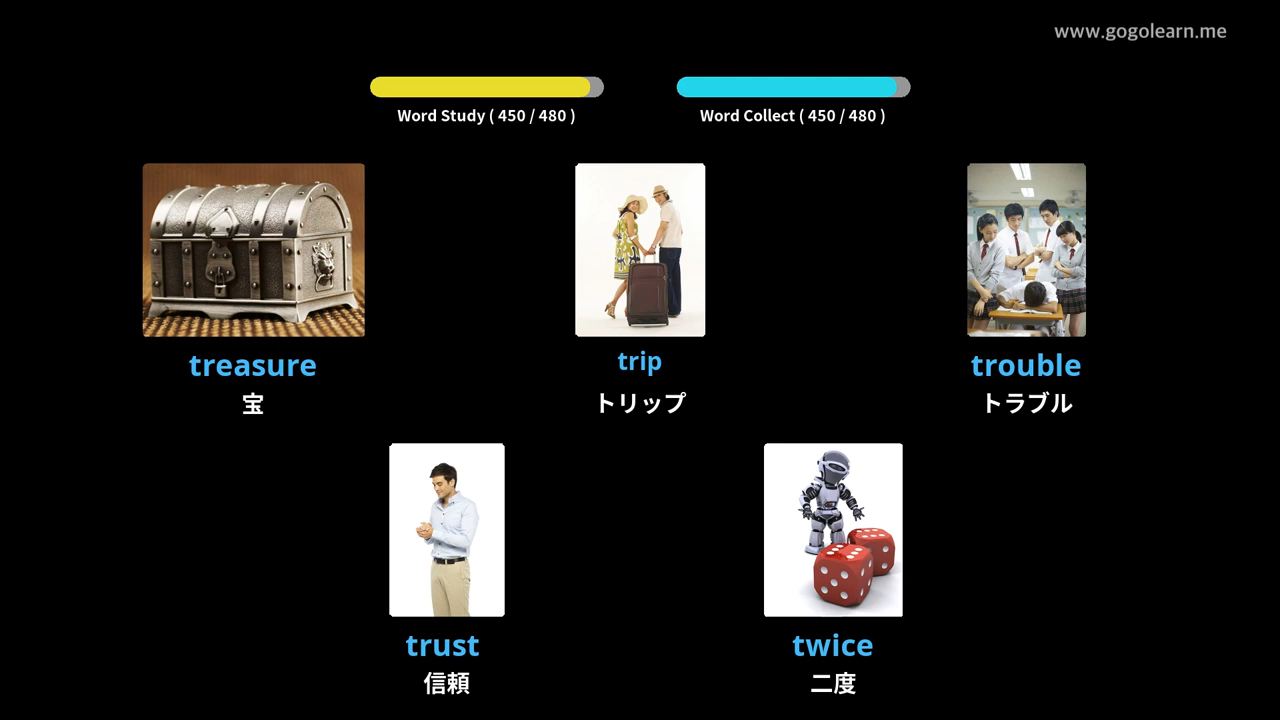 www.gogolearn.me
Word Study ( 450 / 480 )
Word Collect ( 450 / 480 )
treasure
宝
trip
トリップ
trouble
トラブル
trust
信頼
twice
二度